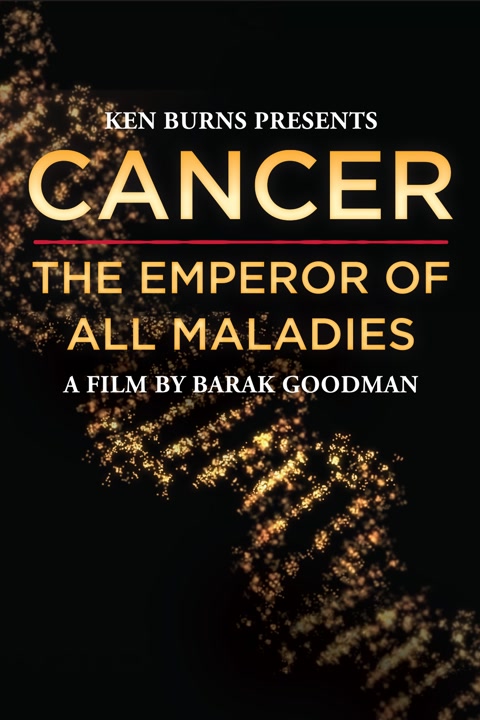 KEN BURNS PRESENTS
CANCER
THE EMPEROR OF
ALL MALADIES
A FILM BY BARAK GOODMAN